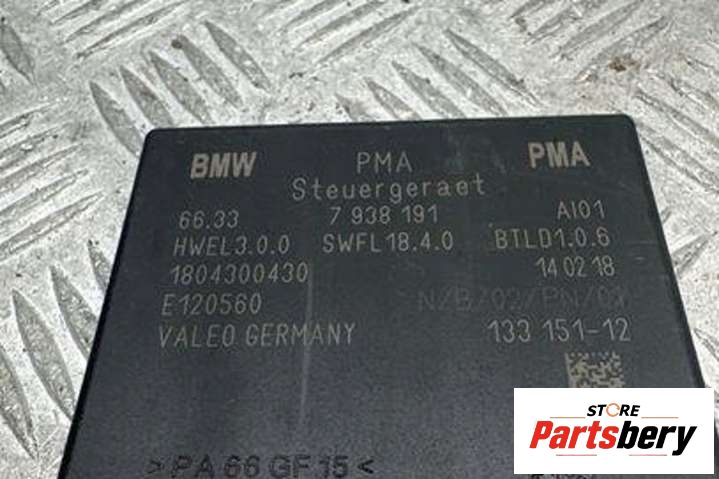 BMW PMA PMA
Steuergeraet
66.33 7 938 191 AI01
HWEL3.0.0 SWFL18.4.0 BTLD1.0.6
1804300430 14 02 18
E120560
VALEO GERMANY 133 151-12
>PA 66 GF 15<
STORE
Partsbery